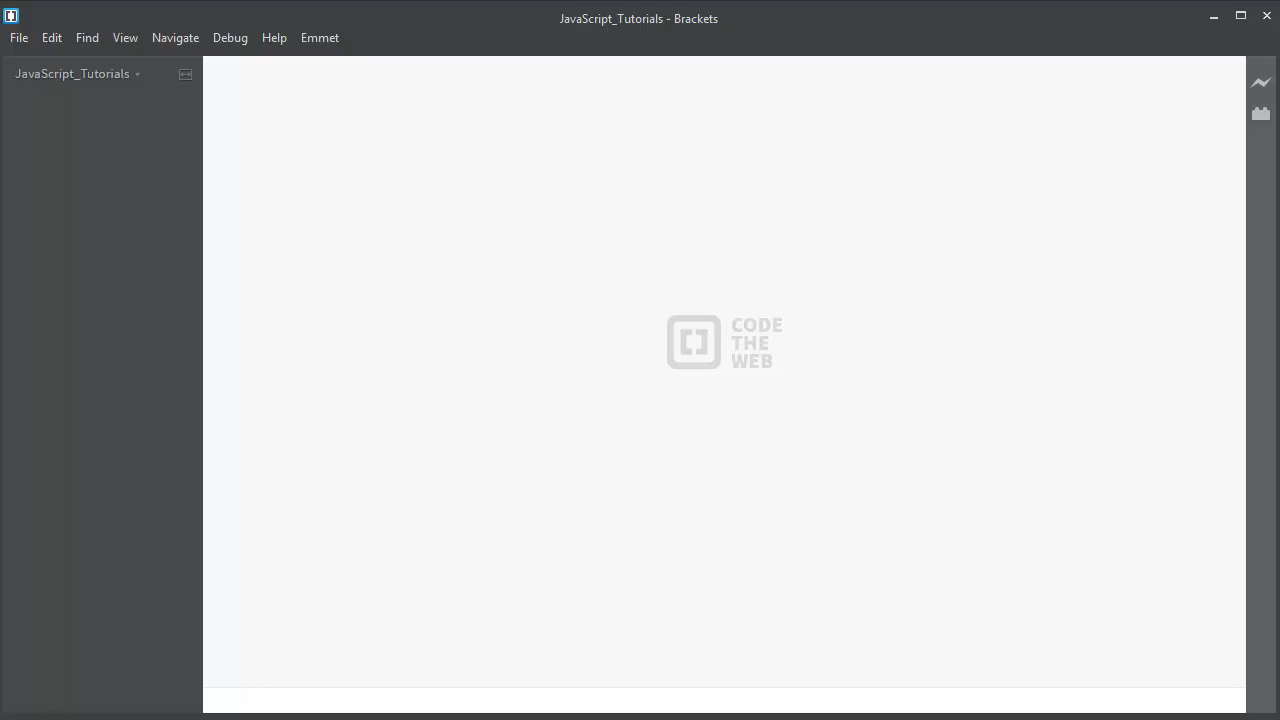 JavaScript_Tutorials - Brackets
File Edit Find View Navigate Debug Help Emmet
JavaScript_Tutorials
CODE
THE
WEB